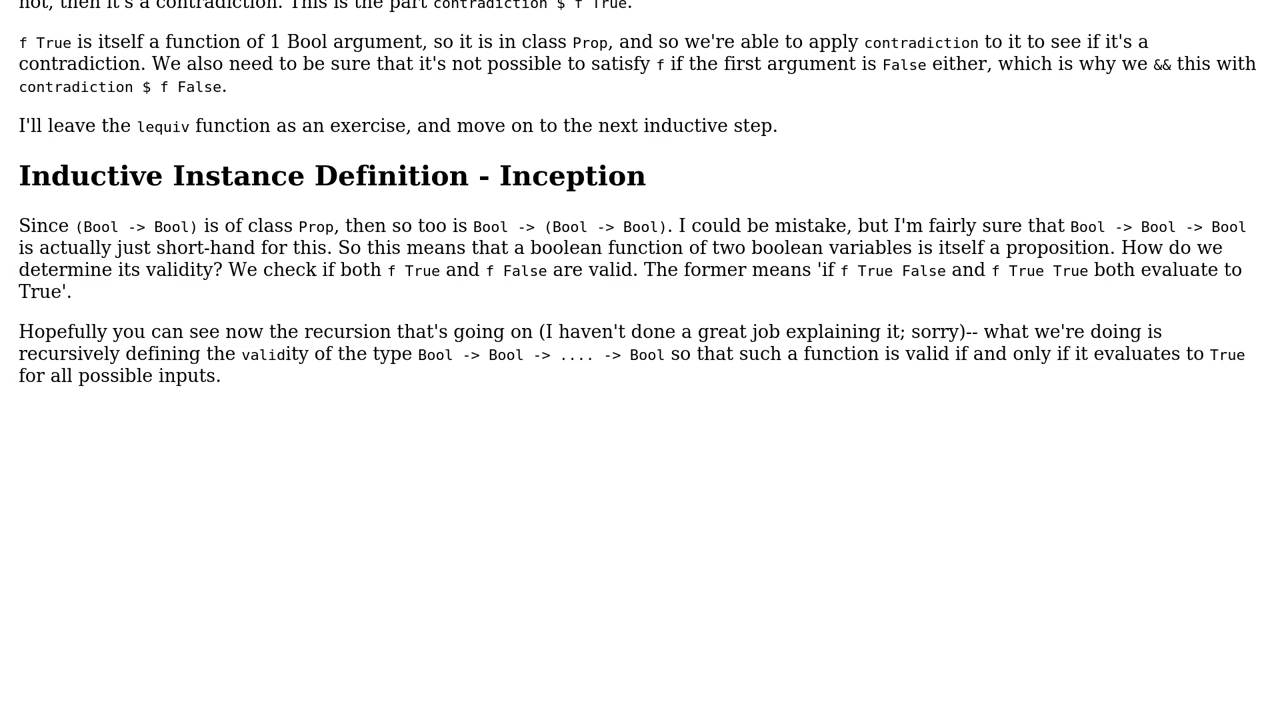 not, then it's a contradiction. This is the part contradiction $ f True.
f True is itself a function of 1 Bool argument, so it is in class Prop, and so we're able to apply contradiction to it to see if it's a
contradiction. We also need to be sure that it's not possible to satisfy f if the first argument is False either, which is why we && this with
contradiction $ f False.
I'll leave the lequiv function as an exercise, and move on to the next inductive step.
Inductive Instance Definition - Inception
Since (Bool -> Bool) is of class Prop, then so too is Bool -> (Bool -> Bool). I could be mistake, but I'm fairly sure that Bool -> Bool -> Bool
is actually just short-hand for this. So this means that a boolean function of two boolean variables is itself a proposition. How do we
determine its validity? We check if both f True and f False are valid. The former means 'if f True False and f True True both evaluate to
True'.
Hopefully you can see now the recursion that's going on (I haven't done a great job explaining it; sorry)-- what we're doing is
recursively defining the validity of the type Bool -> Bool -> .... -> Bool so that such a function is valid if and only if it evaluates to True
for all possible inputs.